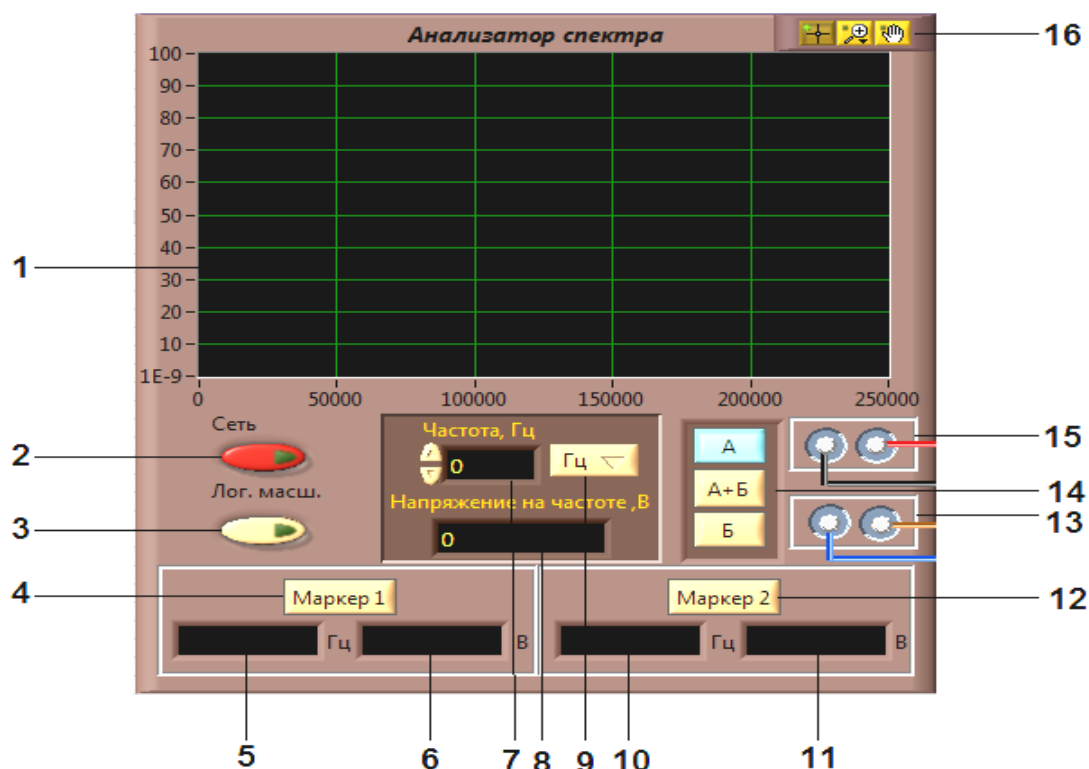 Анализатор спектра
16
100
90
80
70
60
50
40
30
20
10
1E-9
1
0 50000 100000 150000 200000 250000
Сеть
2
Лог. масш.
3
Частота, Гц
0
Гц
Напряжение на частоте ,В
0
А
А+Б
Б
15
14
13
4
Маркер 1
Гц
В
Маркер 2
Гц
В
12
5 6 7 8 9 10 11